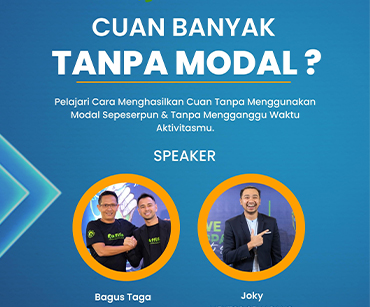 CUAN BANYAK
TANPA MODAL ?
Pelajari Cara Menghasilkan Cuan Tanpa Menggunakan
Modal Sepeserpun & Tanpa Mengganggu Waktu
Aktivitasmu.
SPEAKER
Bagus Taga
Joky